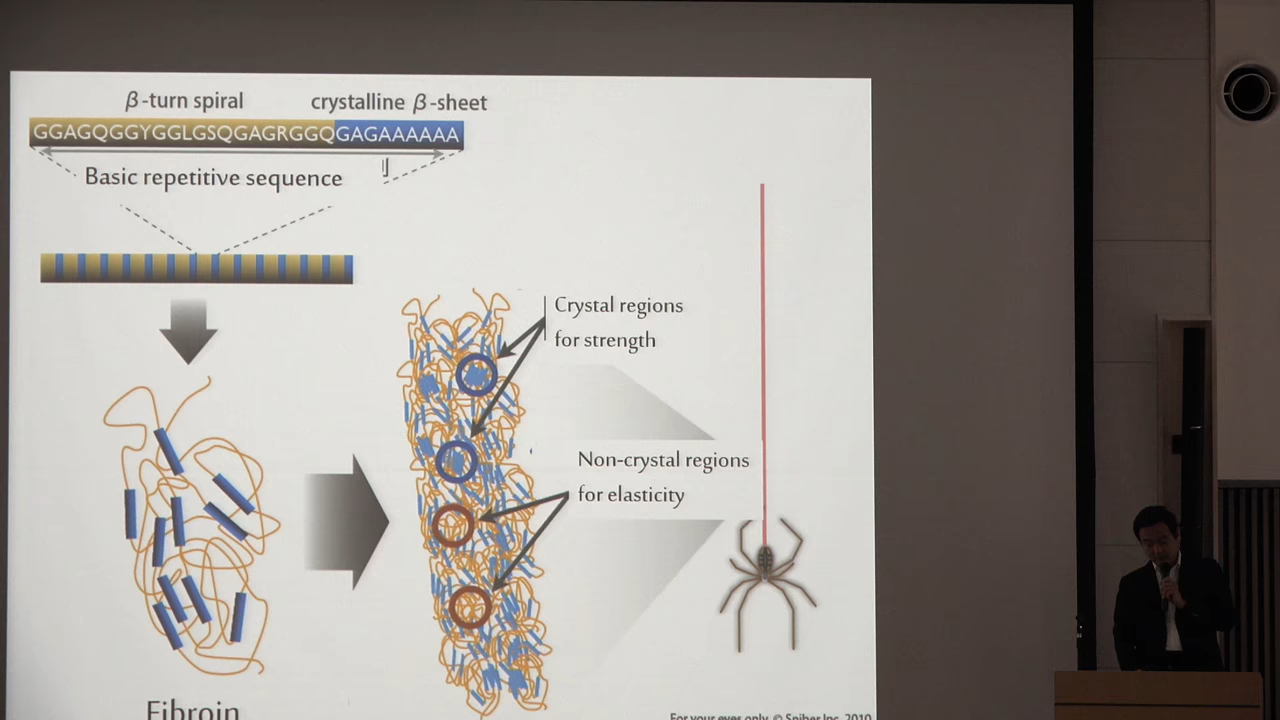 β-turn spiral
crystalline β-sheet
GGAGQGGYGGLGSQGAGRGGQGAGAAAAAA
Basic repetitive sequence
Crystal regions
for strength
Non-crystal regions
for elasticity
Fibroin
For your eyes only. © Spiber Inc. 2019